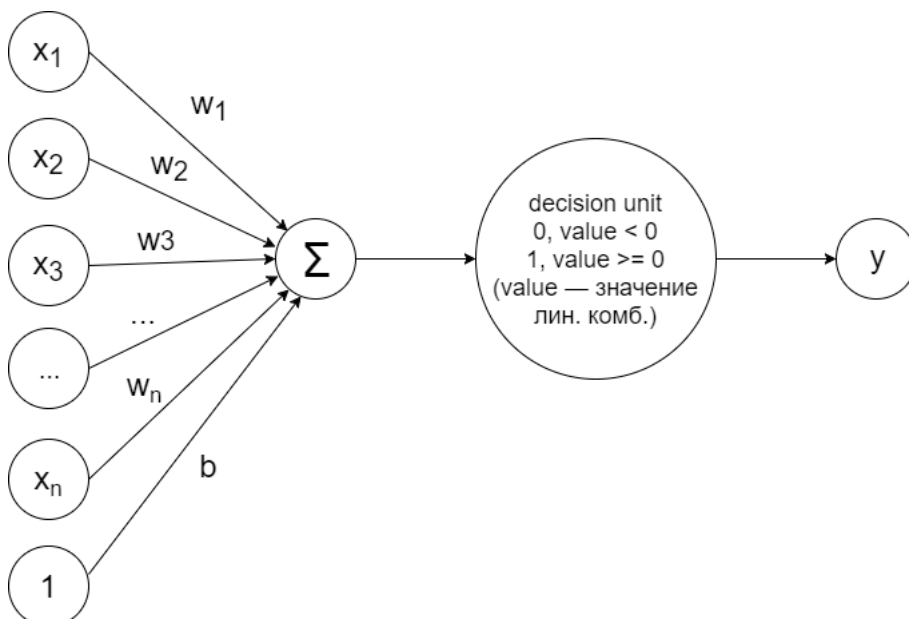 x1
w1
x2
w2
x3
w3
Σ
decision unit
0, value < 0
1, value >= 0
(value — значение
лин. комб.)
y
...
...
wn
xn
b
1